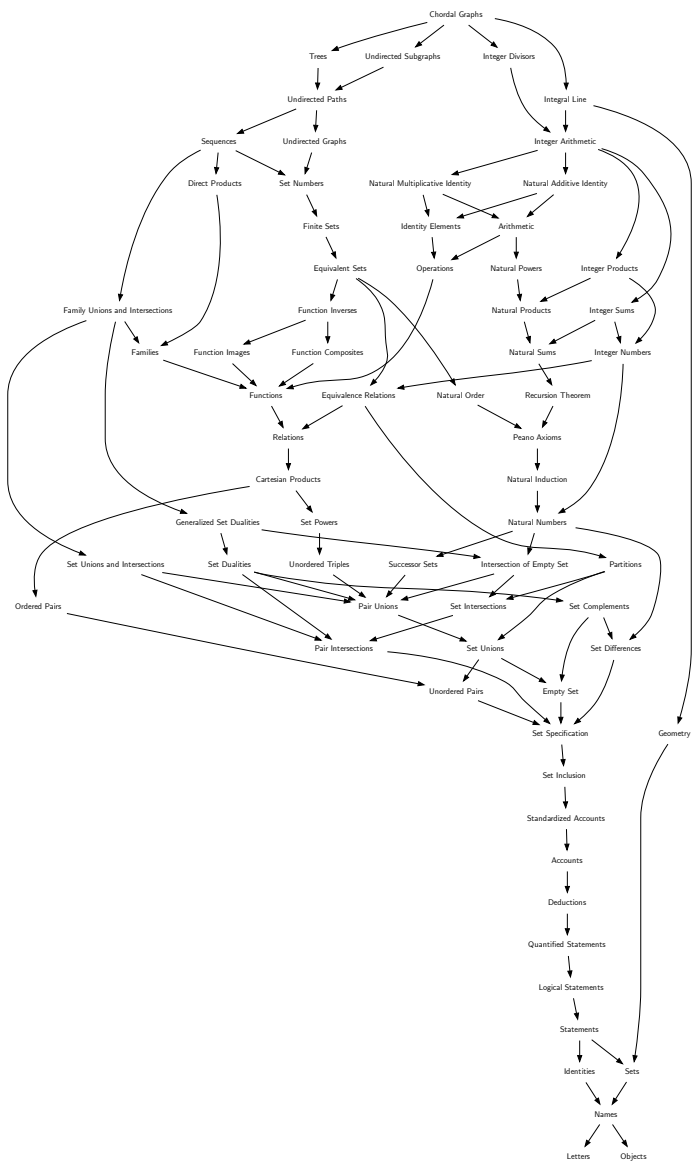 Chordal Graphs
Trees
Undirected Subgraphs
Integer Divisors
Undirected Paths
Integral Line
Sequences
Undirected Graphs
Integer Arithmetic
Direct Products
Set Numbers
Natural Multiplicative Identity
Natural Additive Identity
Finite Sets
Identity Elements
Arithmetic
Equivalent Sets
Operations
Natural Powers
Integer Products
Family Unions and Intersections
Function Inverses
Natural Products
Integer Sums
Families
Function Images
Function Composites
Natural Sums
Integer Numbers
Functions
Equivalence Relations
Natural Order
Recursion Theorem
Relations
Peano Axioms
Cartesian Products
Natural Induction
Generalized Set Dualities
Set Powers
Natural Numbers
Set Unions and Intersections
Set Dualities
Unordered Triples
Successor Sets
Intersection of Empty Set
Partitions
Ordered Pairs
Pair Unions
Set Intersections
Set Complements
Pair Intersections
Set Unions
Set Differences
Unordered Pairs
Empty Set
Set Specification
Geometry
Set Inclusion
Standardized Accounts
Accounts
Deductions
Quantified Statements
Logical Statements
Statements
Identities
Sets
Names
Letters
Objects